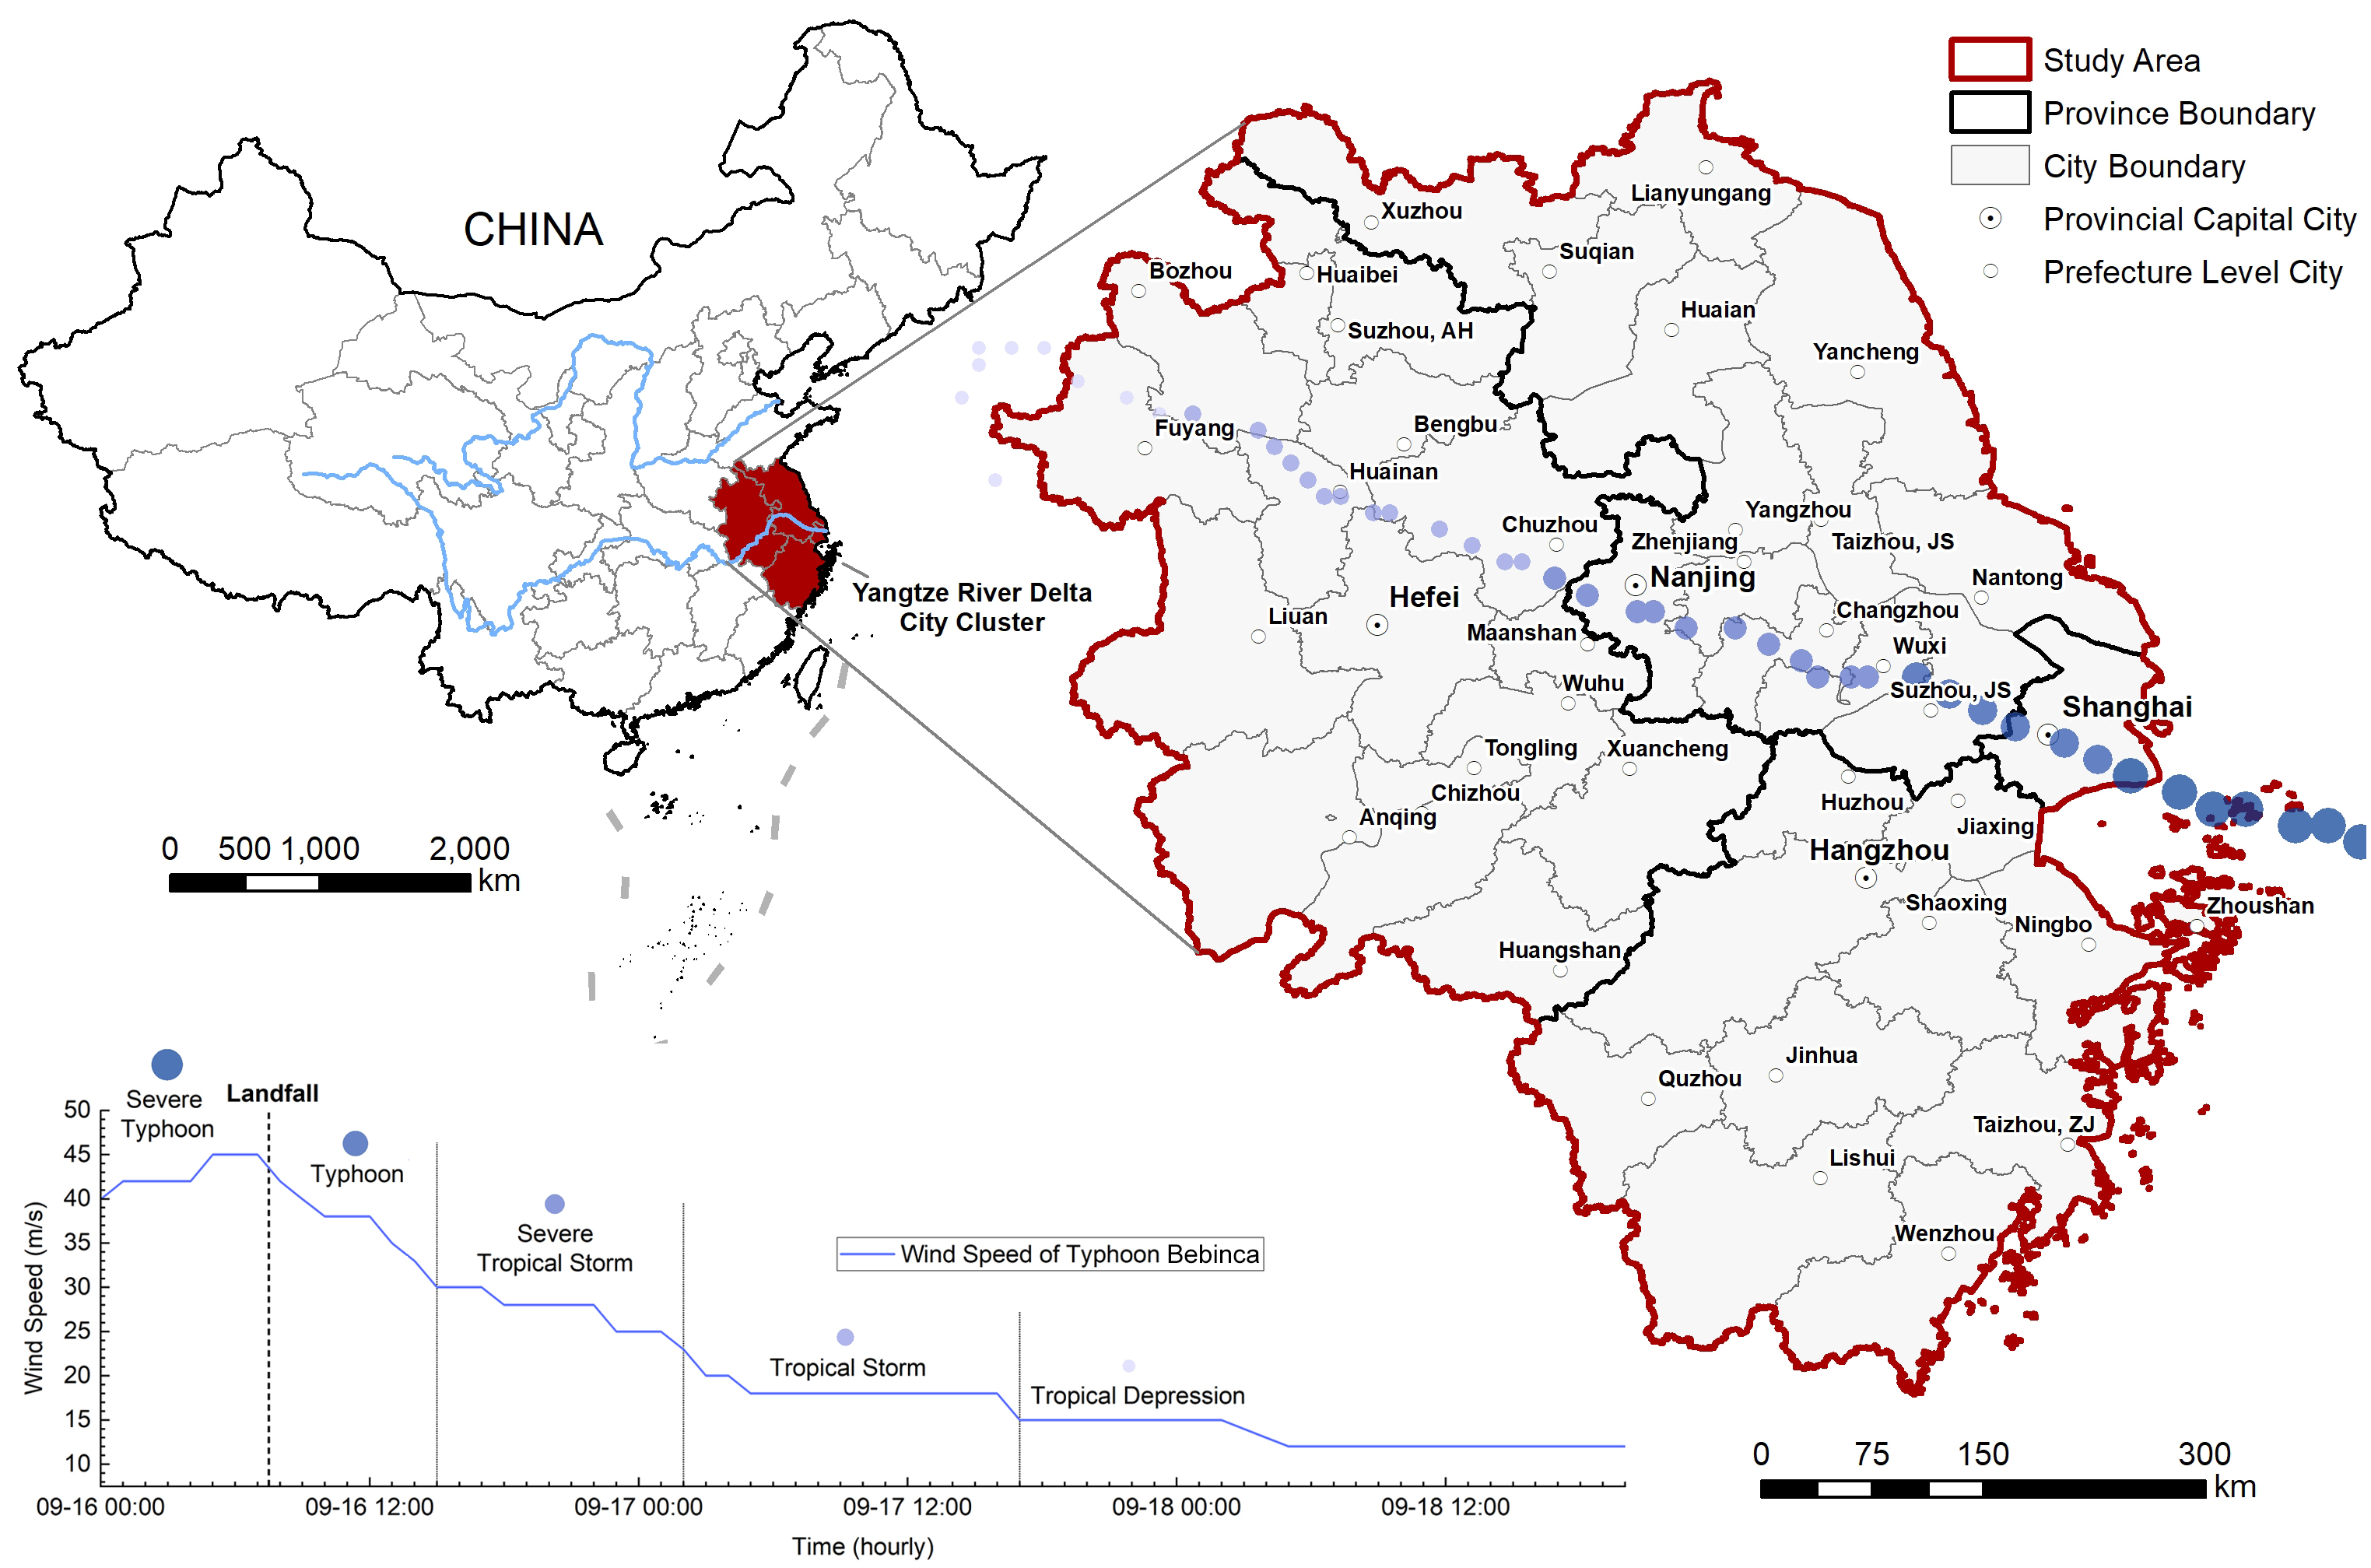 CHINA
Yangtze River Delta
City Cluster
0 500 1,000 2,000
km
Study Area
Province Boundary
City Boundary
Provincial Capital City
Prefecture Level City
Lianyungang
Xuzhou
Suqian
Bozhou
Huaibei
Huaian
Suzhou, AH
Yancheng
Fuyang
Bengbu
Huainan
Yangzhou
Chuzhou
Zhenjiang
Taizhou, JS
Nanjing
Nantong
Hefei
Changzhou
Liuan
Maanshan
Wuxi
Wuhu
Suzhou, JS
Shanghai
Tongling
Xuancheng
Chizhou
Huzhou
Anqing
Jiaxing
Hangzhou
Shaoxing
Zhoushan
Ningbo
Huangshan
Jinhua
Quzhou
Taizhou, ZJ
Lishui
Wenzhou
0 75 150 300
km
Severe
Typhoon
Landfall
Typhoon
Severe
Tropical Storm
Wind Speed of Typhoon Bebinca
Tropical Storm
Tropical Depression
Wind Speed (m/s)
50
45
40
35
30
25
20
15
10
09-16 00:00 09-16 12:00 09-17 00:00 09-17 12:00 09-18 00:00 09-18 12:00
Time (hourly)